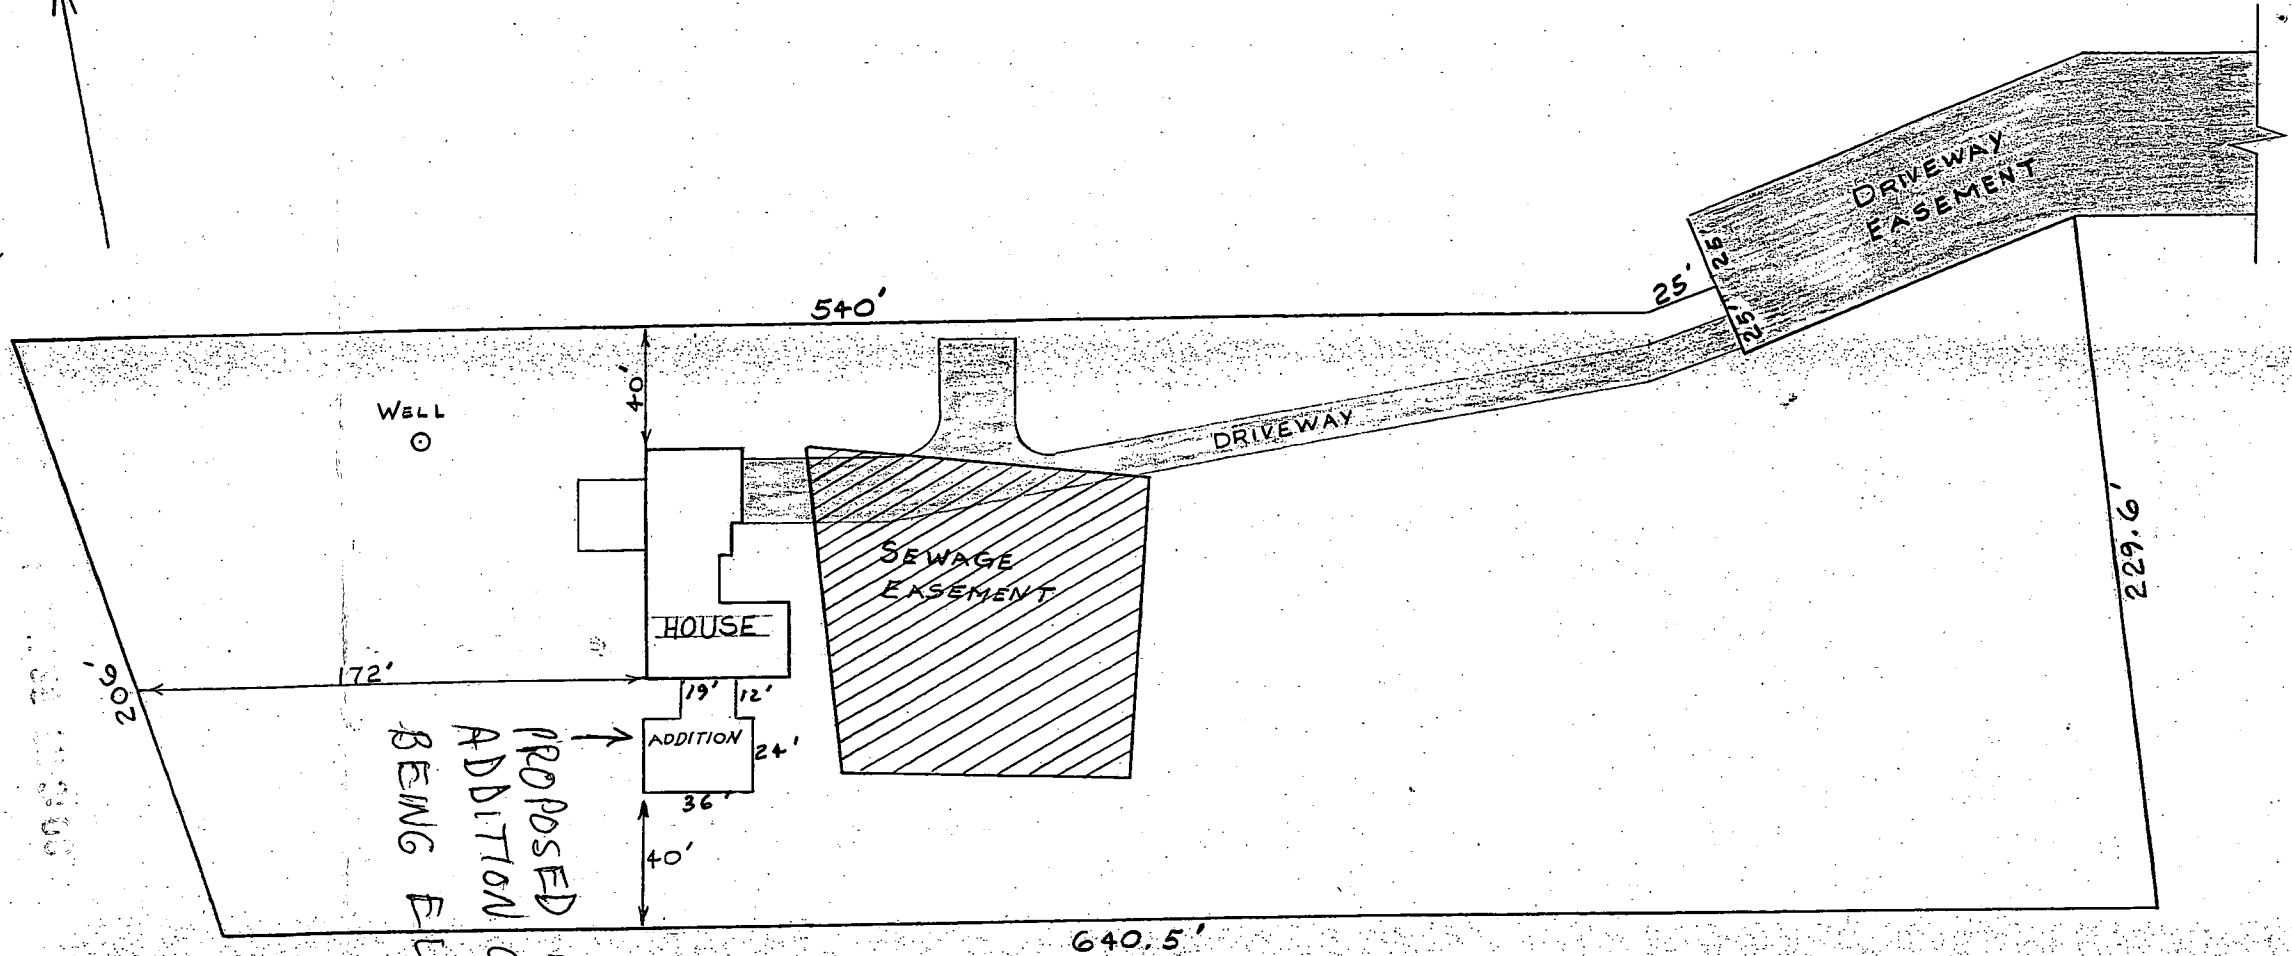 DRIVEWAY
EASEMENT
25'
25'
25'
540'
40'
WELL
DRIVEWAY
SEWAGE
EASEMENT
229.6'
HOUSE
172'
206'
19'
12'
PROPOSED
ADDITION
BEING
ADDITION
24'
36'
40'
640.5'